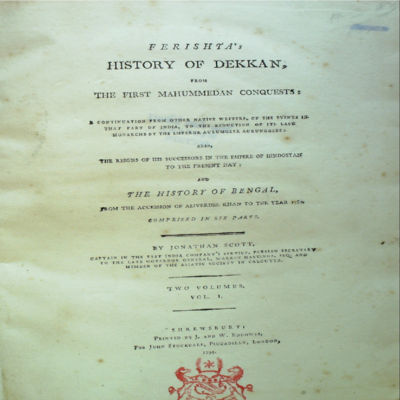 FERISHTA's
HISTORY OF DEKKAN,
FROM
THE FIRST MAHUMMEDAN CONQUESTS:
A CONTINUATION FROM OTHER NATIVE WRITERS, OF THE EVENTS IN
THAT PART OF INDIA, TO THE REDUCTION OF ITS LAST
MONARCHS BY THE EMPEROR AULUMGEER AURUNGZEBE:
ALSO,
THE REIGNS OF HIS SUCCESSORS IN THE EMPIRE OF HINDOSTAN
TO THE PRESENT DAY:
AND
THE HISTORY OF BENGAL,
FROM THE ACCESSION OF ALIVERDEE KHAN TO THE YEAR 1780
COMPRISED IN SIX PARTS.
BY JONATHAN SCOTT,
CAPTAIN IN THE EAST INDIA COMPANY'S SERVICE, PERSIAN SECRETARY
TO THE LATE GOVERNOR GENERAL, WARREN HASTINGS, ESQ. AND
MEMBER OF THE ASIATIC SOCIETY IN CALCUTTA.
TWO VOLUMES.
VOL. I.
SHREWSBURY:
PRINTED BY J. AND W. EDDOWES,
FOR JOHN STOCKDALE, PICCADILLY, LONDON,